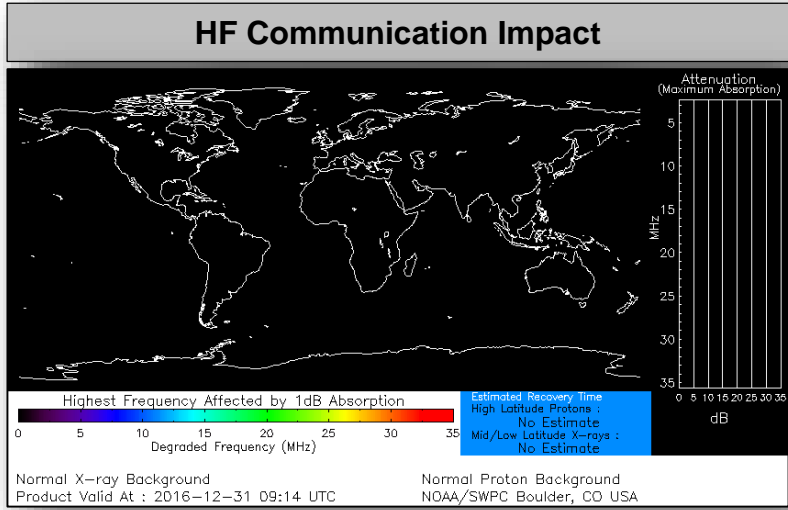 HF Communication Impact
Attenuation
(Maximum Absorption)
5
10
15
20
25
30
35
MHz
0 5 10 15 20 25 30 35
dB
Highest Frequency Affected by 1dB Absorption
0 5 10 15 20 25 30 35
Degraded Frequency (MHz)
Estimated Recovery Time
High Latitude Protons :
No Estimate
Mid/Low Latitude X-rays :
No Estimate
Normal X-ray Background
Normal Proton Background
Product Valid At : 2016-12-31 09:14 UTC
NOAA/SWPC Boulder, CO USA